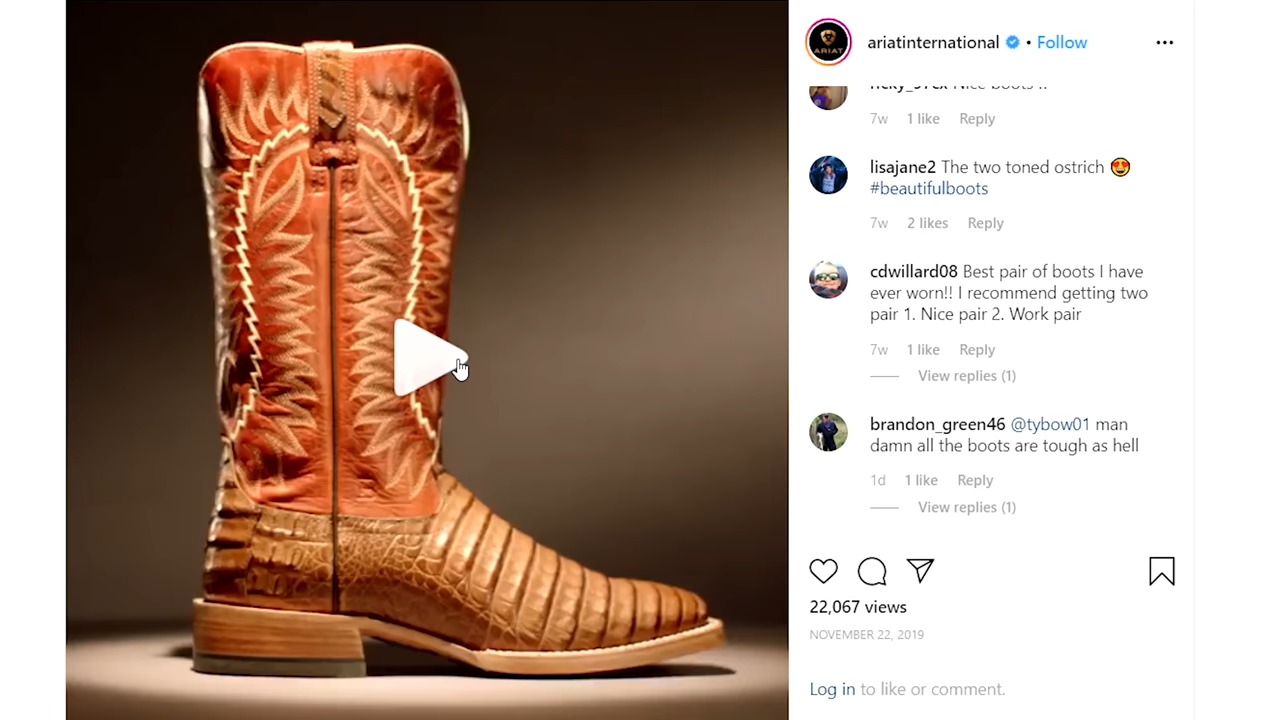 ARIAT
ariatinternational • Follow
Nice boots !!
7w 1 like Reply
lisajane2 The two toned ostrich 😍
#beautifulboots
7w 2 likes Reply
cdwillard08 Best pair of boots I have
ever worn!! I recommend getting two
pair 1. Nice pair 2. Work pair
7w 1 like Reply
View replies (1)
brandon_green46 @tybow01 man
damn all the boots are tough as hell
1d 1 like Reply
View replies (1)
22,067 views
NOVEMBER 22, 2019
Log in to like or comment.